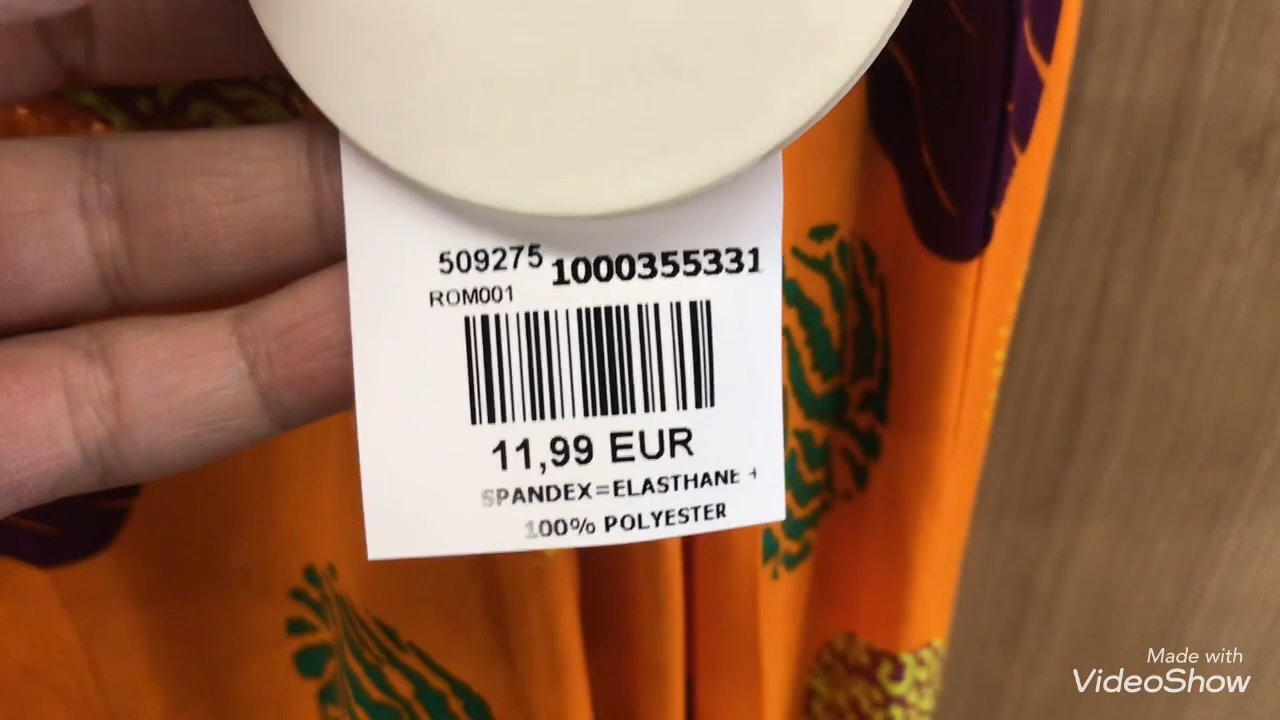 509275 1000355331
ROM001
11,99 EUR
SPANDEX=ELASTHANE +
100% POLYESTER
Made with
VideoShow